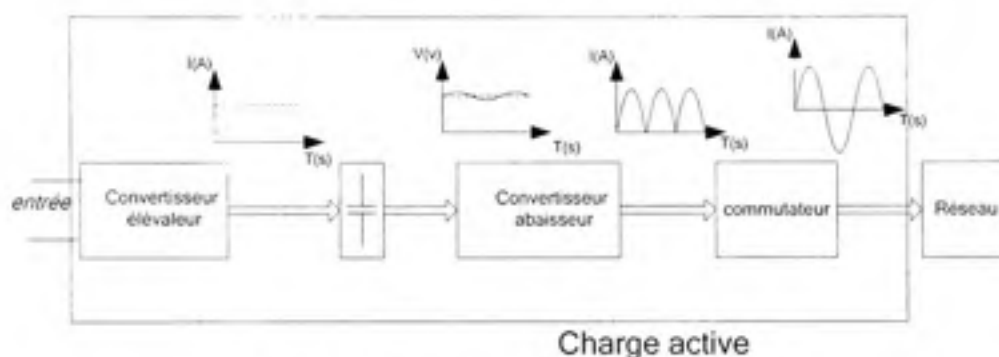 I(A)
T(s)
V(v)
T(s)
I(A)
T(s)
I(A)
T(s)
entrée
Convertisseur
élévateur
Convertisseur
abaisseur
commutateur
Réseau
Charge active